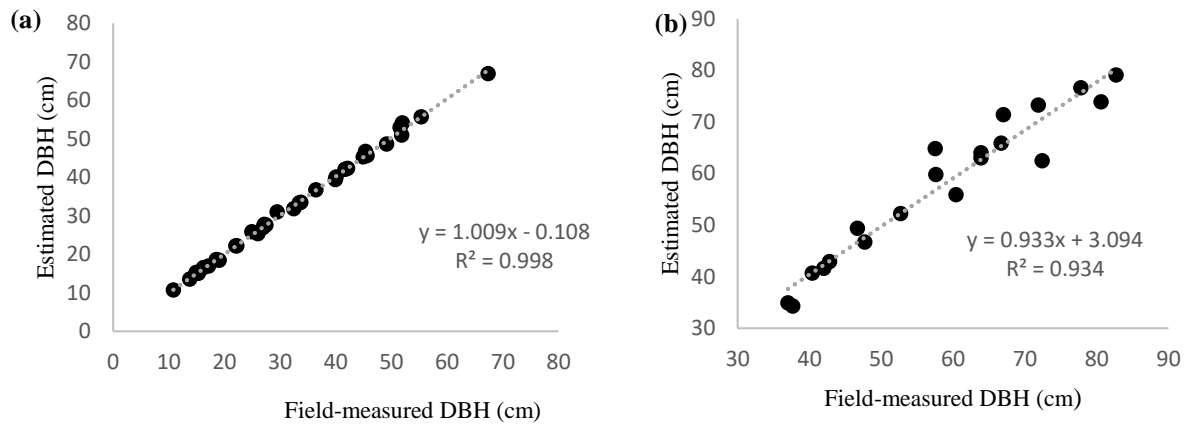 (a)
Estimated DBH (cm)
80
70
60
50
40
30
20
10
0
y = 1.009x - 0.108
R² = 0.998
0 10 20 30 40 50 60 70 80
Field-measured DBH (cm)
(b)
Estimated DBH (cm)
90
80
70
60
50
40
30
y = 0.933x + 3.094
R² = 0.934
30 40 50 60 70 80 90
Field-measured DBH (cm)